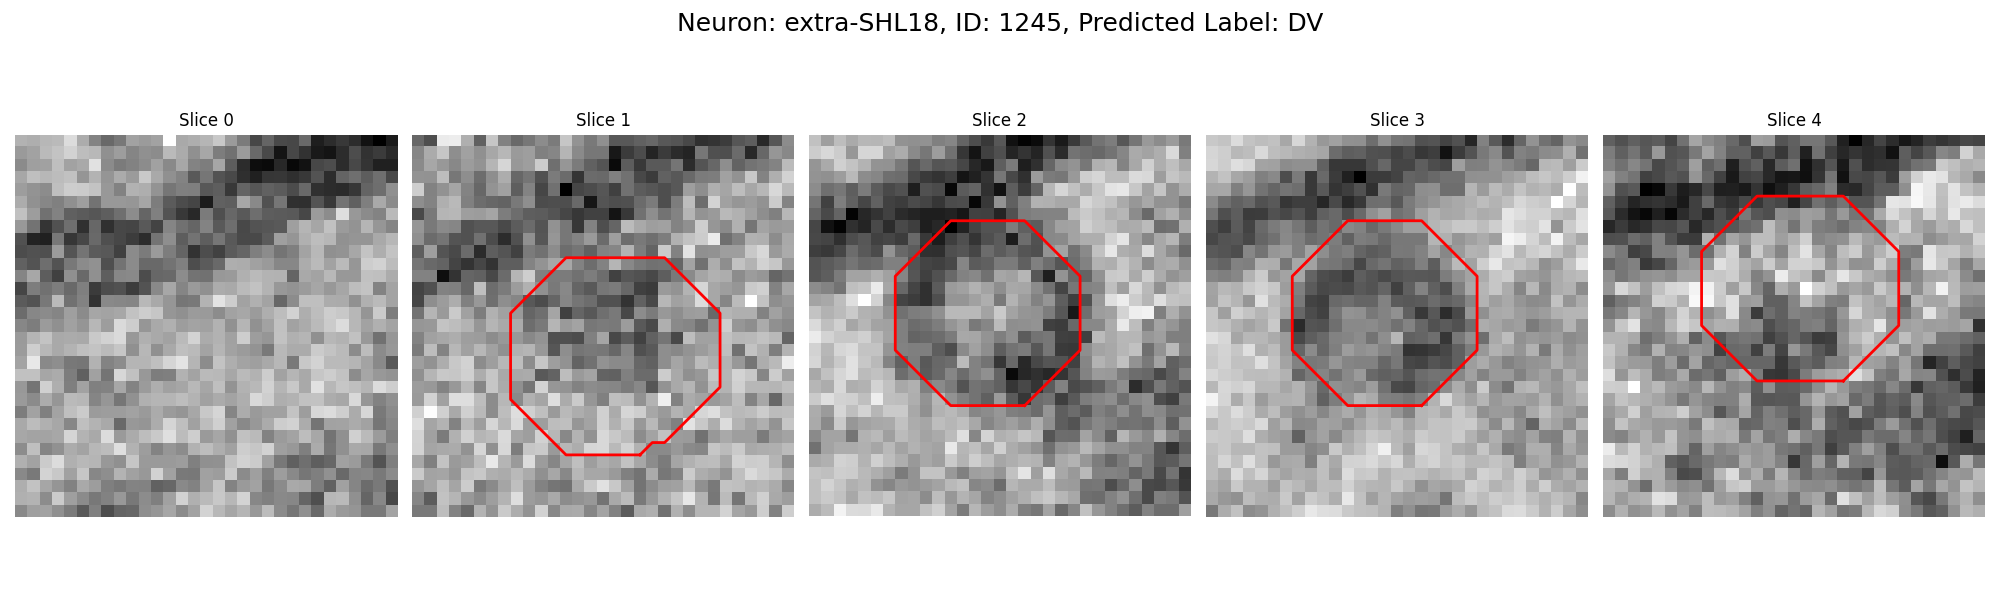 Neuron: extra-SHL18, ID: 1245, Predicted Label: DV
Slice 0
Slice 1
Slice 2
Slice 3
Slice 4